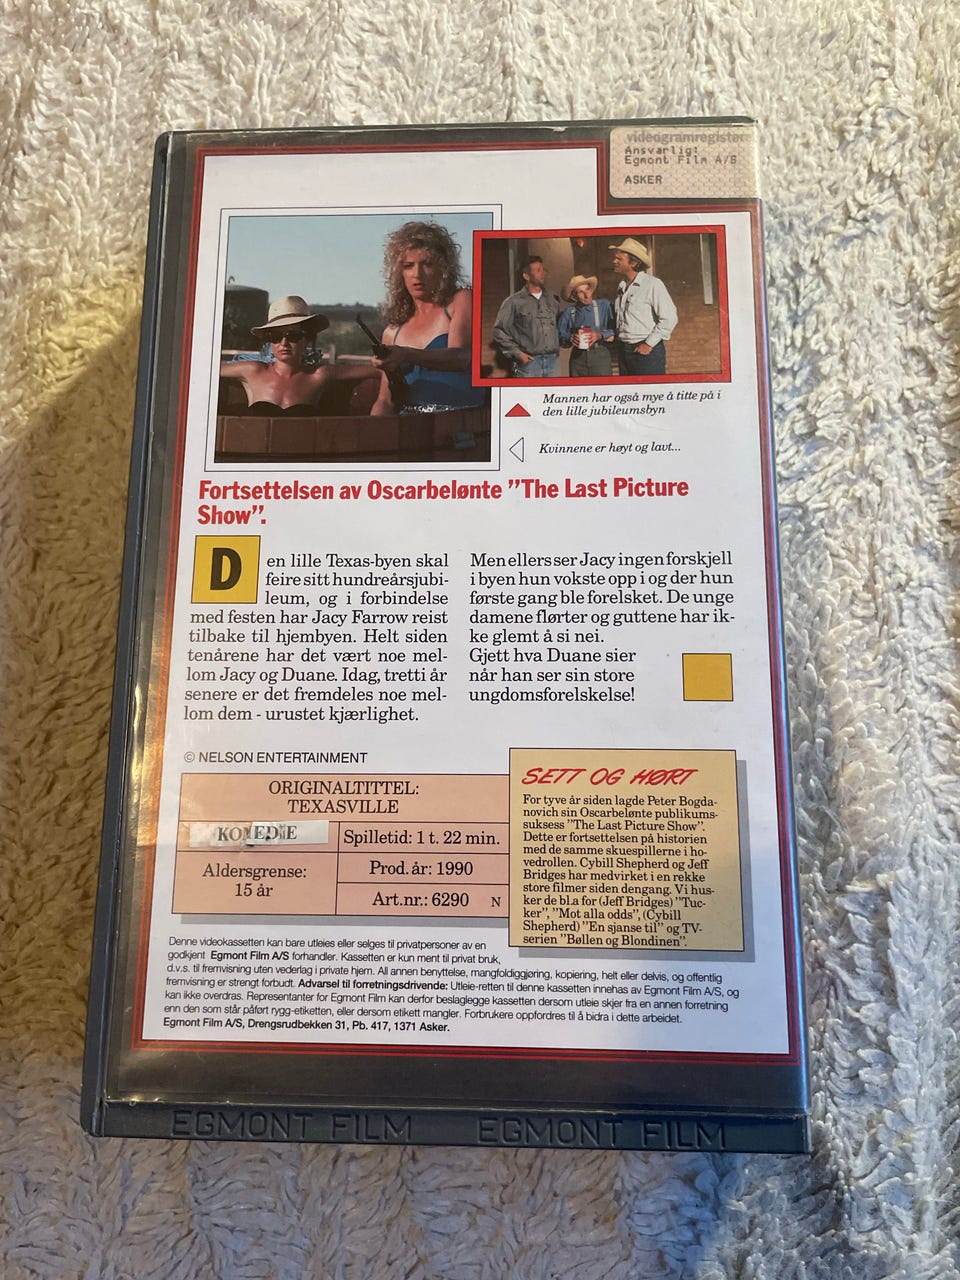 videogramregister
Ansvarlig:
Egmont Film A/S
ASKER
Mannen har også mye å titte på i
den lille jubileumsbyn
Kvinnene er høyt og lavt...
Fortsettelsen av Oscarbelønte ”The Last Picture
Show”.
Den lille Texas-byen skal
feire sitt hundreårsjubi-
leum, og i forbindelse
med festen har Jacy Farrow reist
tilbake til hjembyen. Helt siden
tenårene har det vært noe mel-
lom Jacy og Duane. Idag, tretti år
senere er det fremdeles noe mel-
lom dem - urustet kjærlighet.
Men ellers ser Jacy ingen forskjell
i byen hun vokste opp i og der hun
første gang ble forelsket. De unge
damene flørter og guttene har ik-
ke glemt å si nei.
Gjett hva Duane sier
når han ser sin store
ungdomsforelskelse!
© NELSON ENTERTAINMENT
ORIGINALTITTEL:
TEXASVILLE
KOMEDIE
Spilletid: 1 t. 22 min.
Aldersgrense:
15 år
Prod. år: 1990
Art.nr.: 6290 N
SETT OG HØRT
For tyve år siden lagde Peter Bogda-
novich sin Oscarbelønte publikums-
suksess ”The Last Picture Show”.
Dette er fortsettelsen på historien
med de samme skuespillerne i ho-
vedrollen. Cybill Shepherd og Jeff
Bridges har medvirket i en rekke
store filmer siden dengang. Vi hus-
ker de bl.a for (Jeff Bridges) ”Tuc-
ker”, ”Mot alla odds”, (Cybill
Shepherd) ”En sjanse til” og TV-
serien ”Bøllen og Blondinen”.
Denne videokassetten kan bare utleies eller selges til privatpersoner av en
godkjent Egmont Film A/S forhandler. Kassetten er kun ment til privat bruk,
d.v.s. til fremvisning uten vederlag i private hjem. All annen benyttelse, mangfoldiggjøring, kopiering, helt eller delvis, og offentlig
fremvisning er strengt forbudt. Advarsel til forretningsdrivende: Utleie-retten til denne kassetten innehas av Egmont Film A/S, og
kan ikke overdras. Representanter for Egmont Film kan derfor beslaglegge kassetten dersom utleie skjer fra en annen forretning
enn den som står påført rygg-etiketten, eller dersom etikett mangler. Forbrukere oppfordres til å bidra i dette arbeidet.
Egmont Film A/S, Drengsrudbekken 31, Pb. 417, 1371 Asker.
EGMONT FILM EGMONT FILM